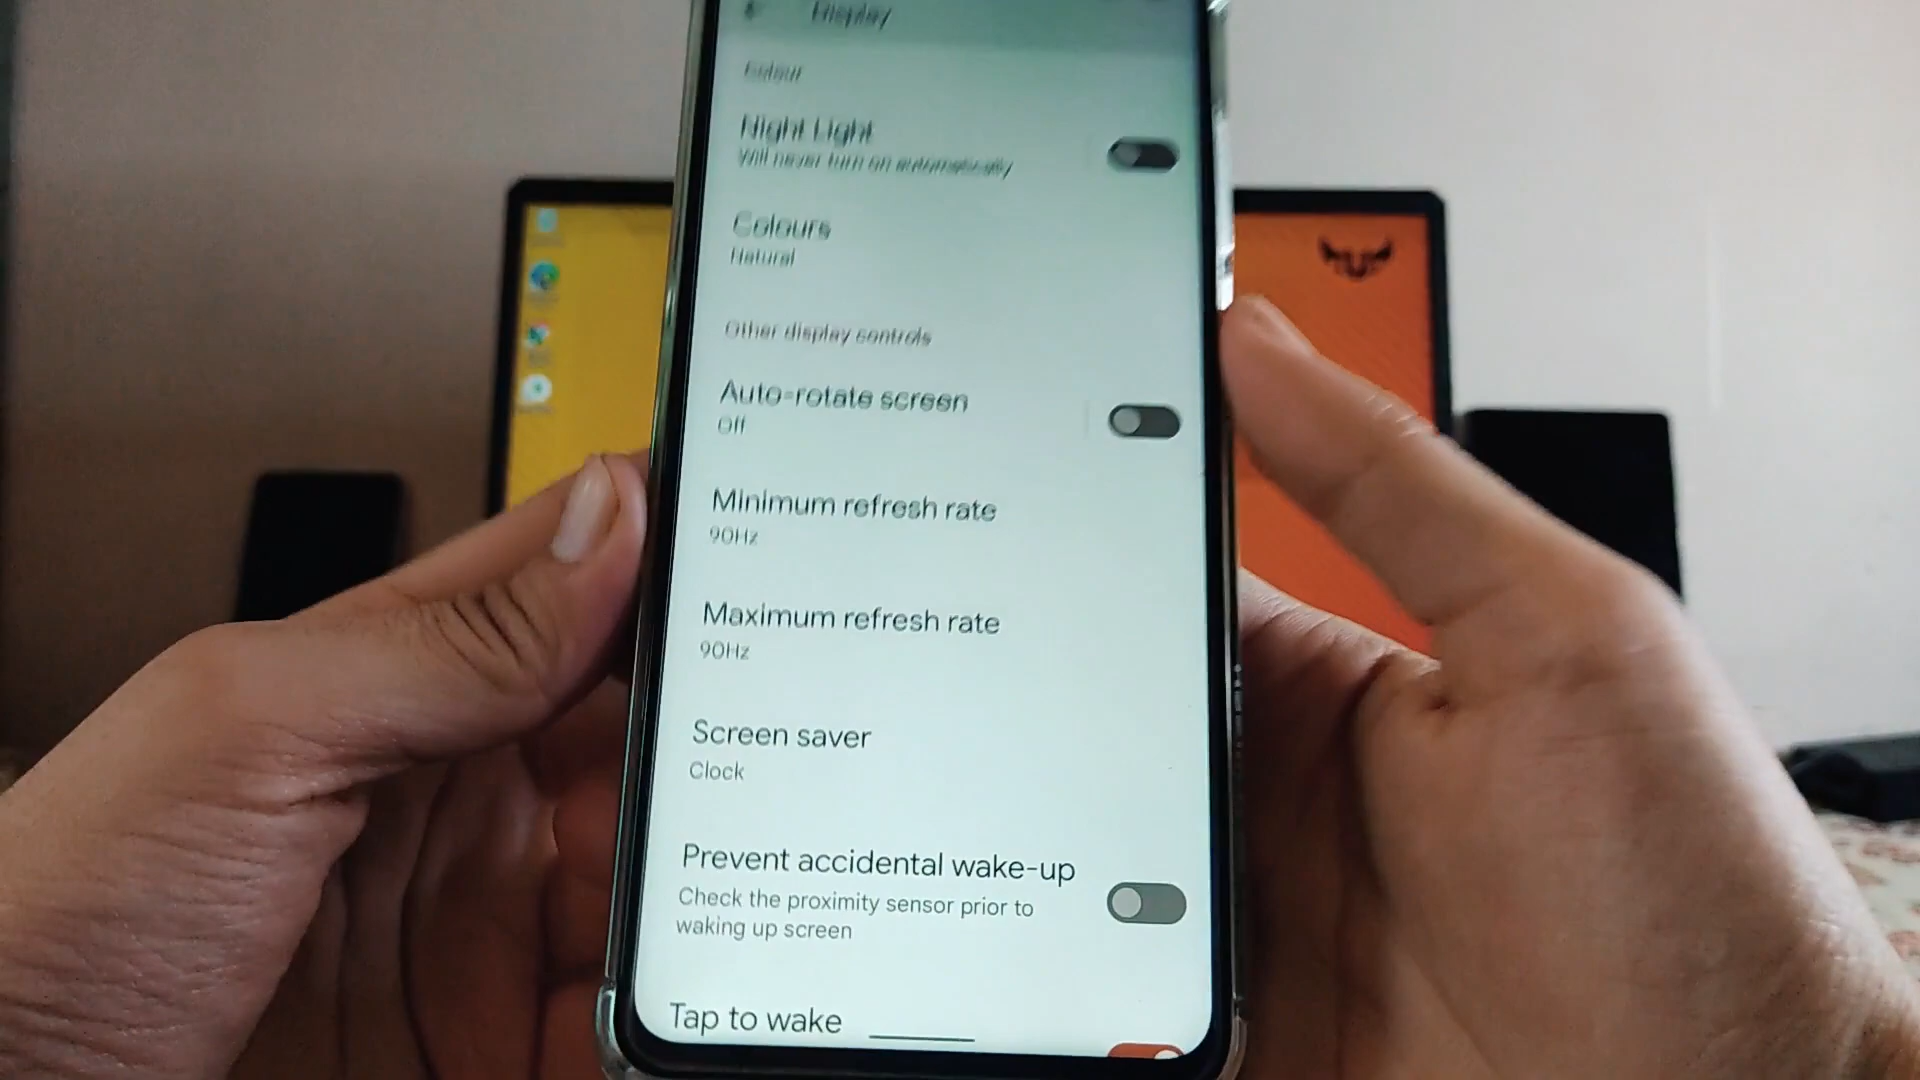 Display
Colour
Night Light
Will never turn on automatically
Colours
Natural
Other display controls
Auto-rotate screen
Off
Minimum refresh rate
90Hz
Maximum refresh rate
90Hz
Screen saver
Clock
Prevent accidental wake-up
Check the proximity sensor prior to
waking up screen
Tap to wake